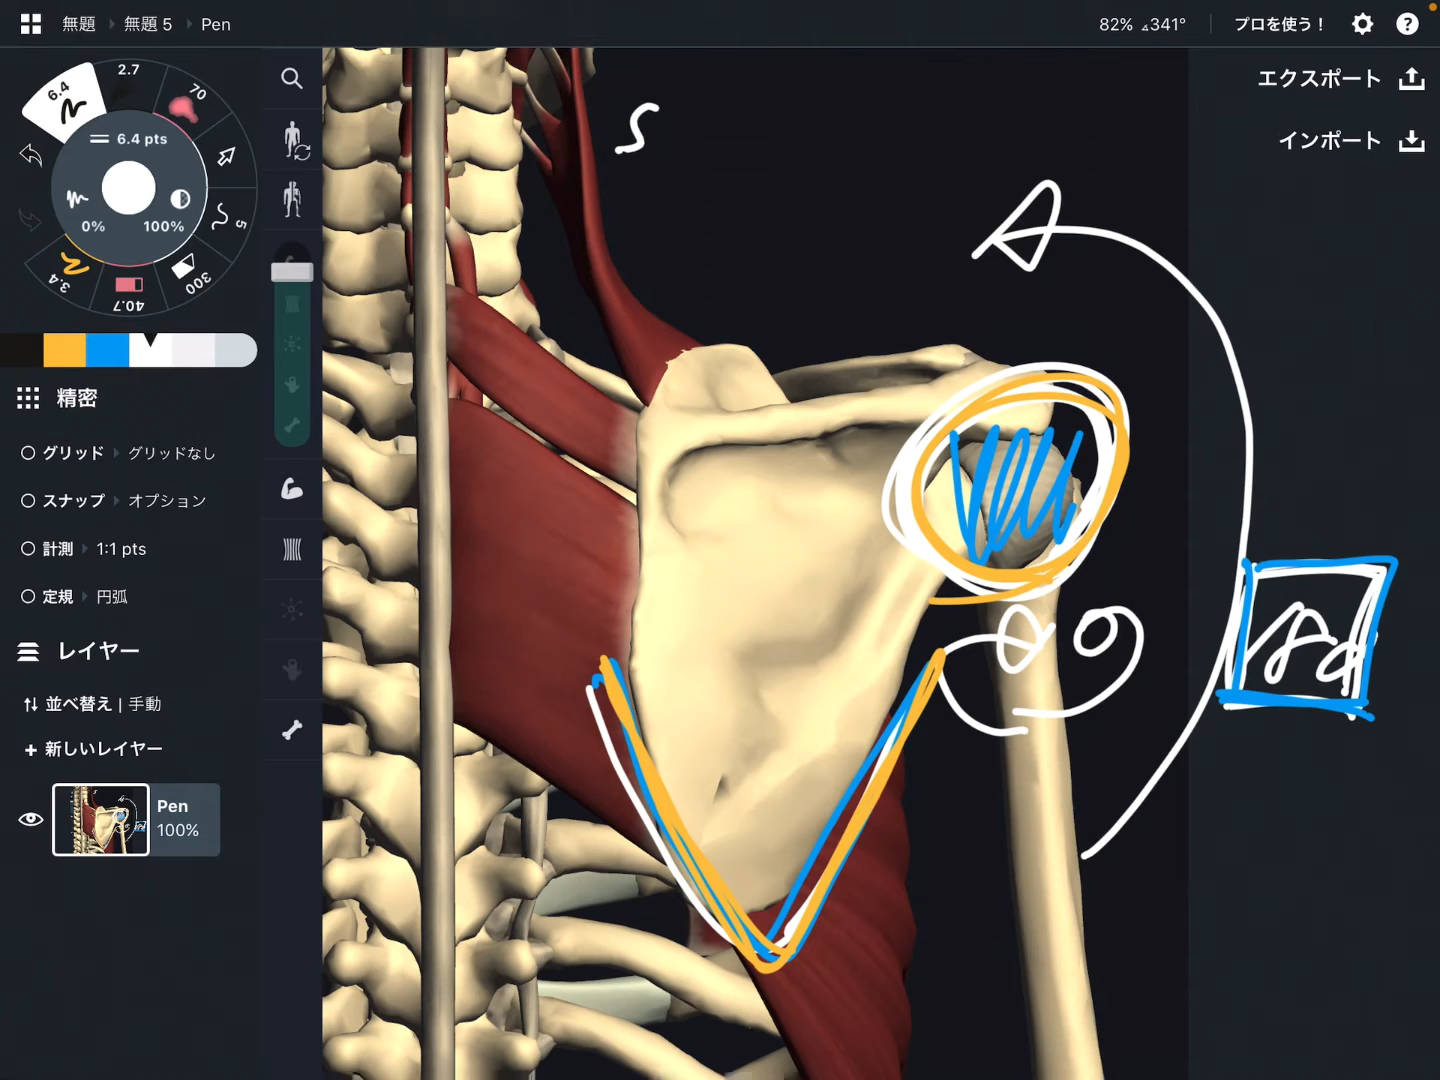 無題 無題 5 Pen
82% ⊿341° プロを使う！
エクスポート
インポート
2.7
6.4
70
6.4 pts
0% 100%
5
3.4
40.7
300
精密
グリッド グリッドなし
スナップ オプション
計測 1:1 pts
定規 円弧
レイヤー
並べ替え | 手動
+ 新しいレイヤー
Pen
100%